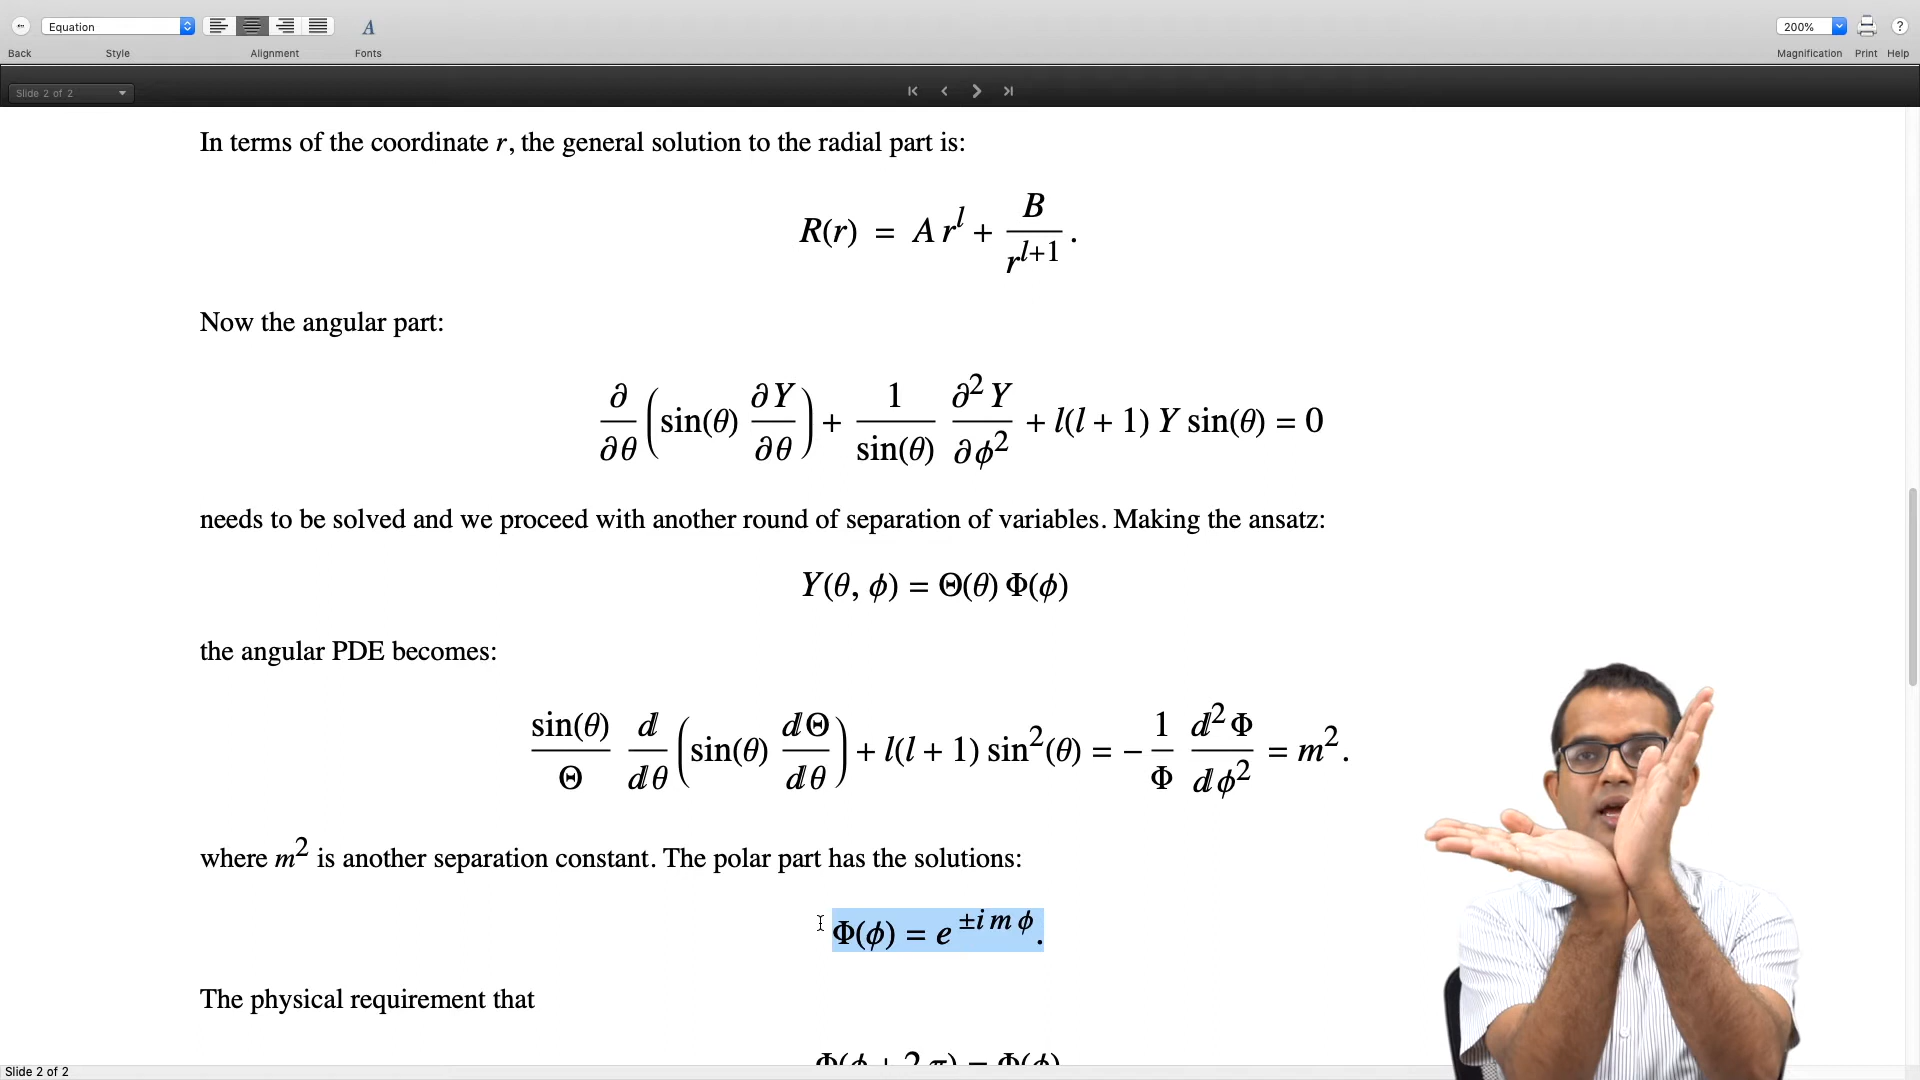 Equation
200%
Back
Style
Alignment
Fonts
Magnification
Print
Help
Slide 2 of 2
In terms of the coordinate r, the general solution to the radial part is:
R(r) = A r^l + B / r^(l+1) .
Now the angular part:
∂/∂θ (sin(θ) ∂Y/∂θ) + 1/sin(θ) ∂²Y/∂ϕ² + l(l + 1) Y sin(θ) = 0
needs to be solved and we proceed with another round of separation of variables. Making the ansatz:
Y(θ, ϕ) = Θ(θ) Φ(ϕ)
the angular PDE becomes:
sin(θ)/Θ d/dθ (sin(θ) dΘ/dθ) + l(l + 1) sin²(θ) = − 1/Φ d²Φ/dϕ² = m².
where m² is another separation constant. The polar part has the solutions:
Φ(ϕ) = e^(±i m ϕ).
The physical requirement that
Φ(ϕ + 2 π) = Φ(ϕ)
Slide 2 of 2